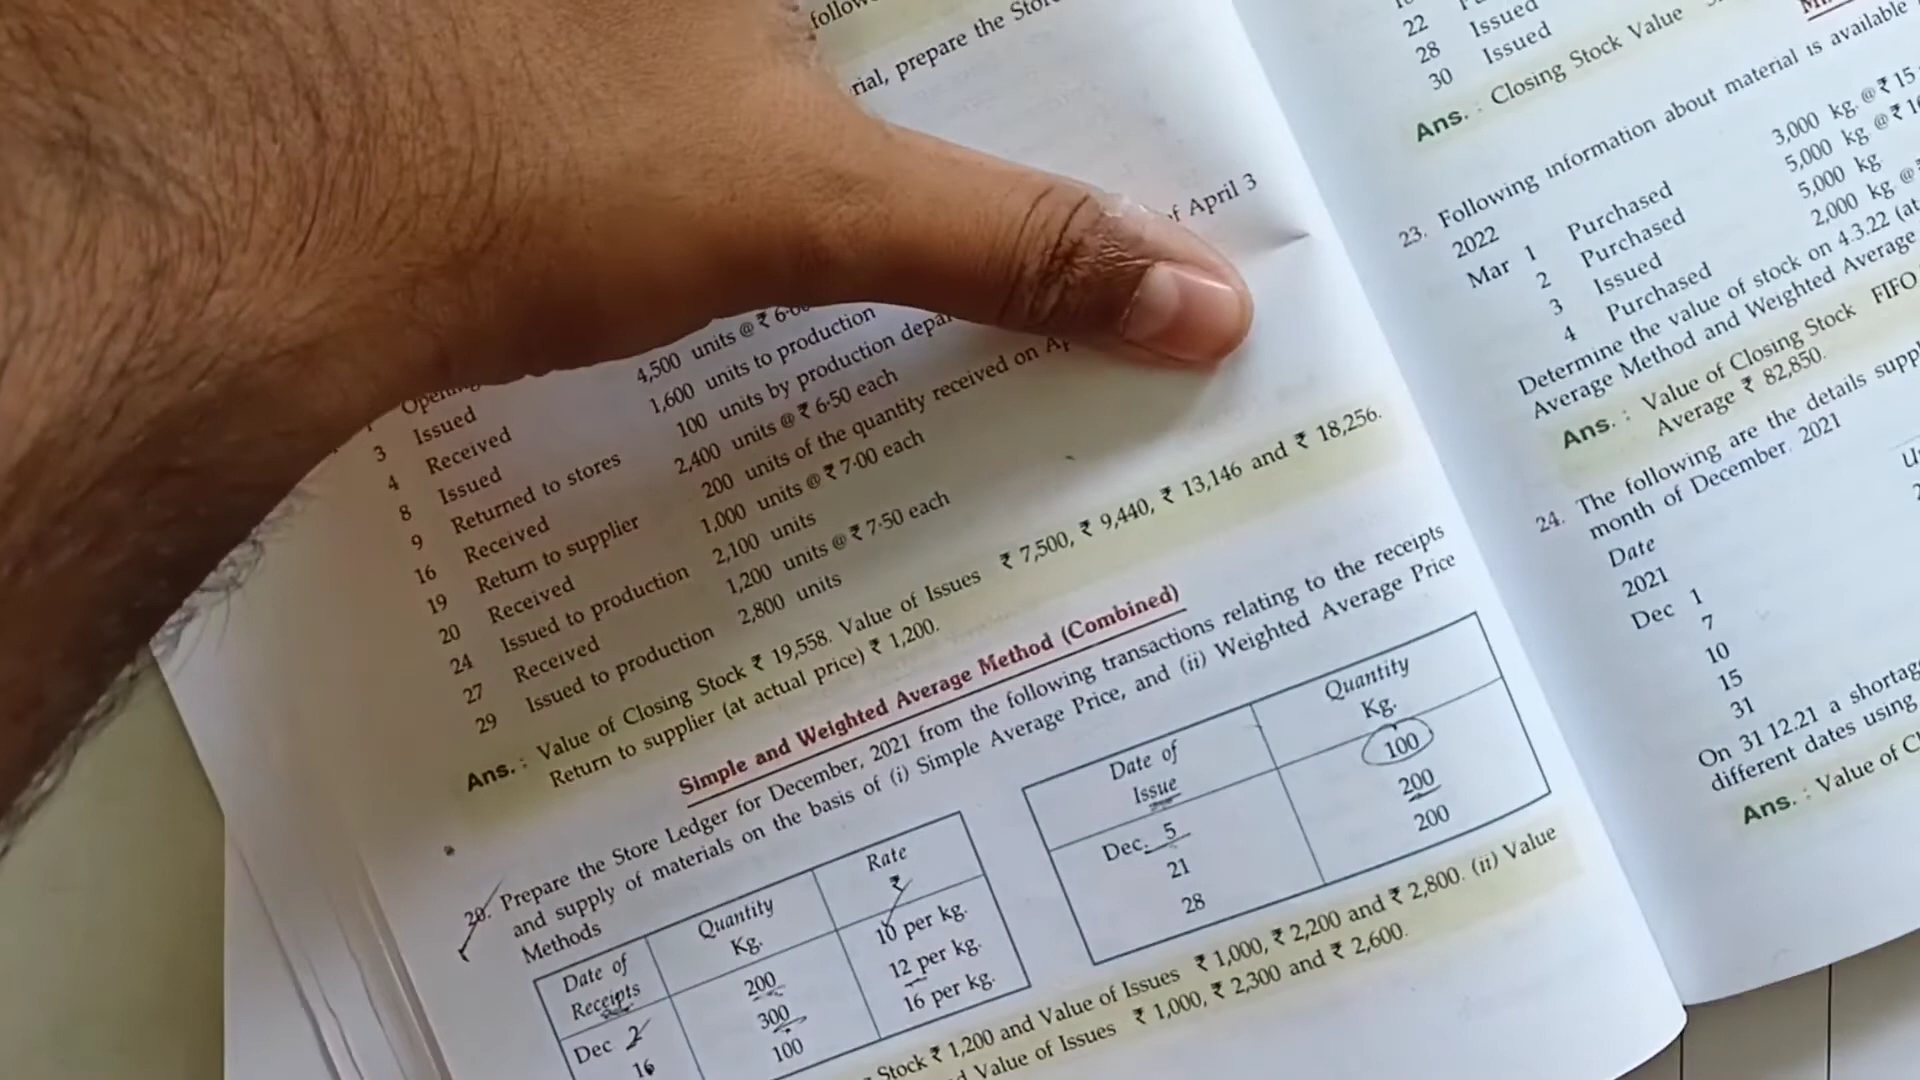 follow
rial, prepare the Stor
f April 3
4,500 units @ ₹ 6·00
1,600 units to production
3 Issued 100 units by production depar
4 Received 2,400 units @ ₹ 6·50 each
8 Issued 200 units of the quantity received on Ap
9 Returned to stores 1,000 units @ ₹ 7·00 each
16 Received 2,100 units
19 Return to supplier 1,200 units @ ₹ 7·50 each
20 Received 2,800 units
24 Issued to production
27 Received
29 Issued to production
Ans. : Value of Closing Stock ₹ 19,558. Value of Issues ₹ 7,500, ₹ 9,440, ₹ 13,146 and ₹ 18,256.
Return to supplier (at actual price) ₹ 1,200.
Simple and Weighted Average Method (Combined)
20. Prepare the Store Ledger for December, 2021 from the following transactions relating to the receipts
and supply of materials on the basis of (i) Simple Average Price, and (ii) Weighted Average Price
Methods
Date of Receipts Quantity Kg. Rate ₹
Dec 2 200 10 per kg.
16 300 12 per kg.
100 16 per kg.
Date of Issue Quantity Kg.
Dec. 5 100
21 200
28 200
Stock ₹ 1,200 and Value of Issues ₹ 1,000, ₹ 2,200 and ₹ 2,800. (ii) Value
Value of Issues ₹ 1,000, ₹ 2,300 and ₹ 2,600.
22
28 Issued
30 Issued
Ans. : Closing Stock Value
23. Following information about material is available
2022
Mar 1 Purchased 3,000 kg. @ ₹ 15
2 Purchased 5,000 kg @ ₹ 1
3 Issued 5,000 kg
4 Purchased 2,000 kg @
Determine the value of stock on 4.3.22 (at
Average Method and Weighted Average
Ans. : Value of Closing Stock FIFO
Average ₹ 82,850.
24. The following are the details suppl
month of December 2021
Date
2021
Dec 1
7
10
15
31
On 31 12.21 a shortag
different dates using
Ans. : Value of C